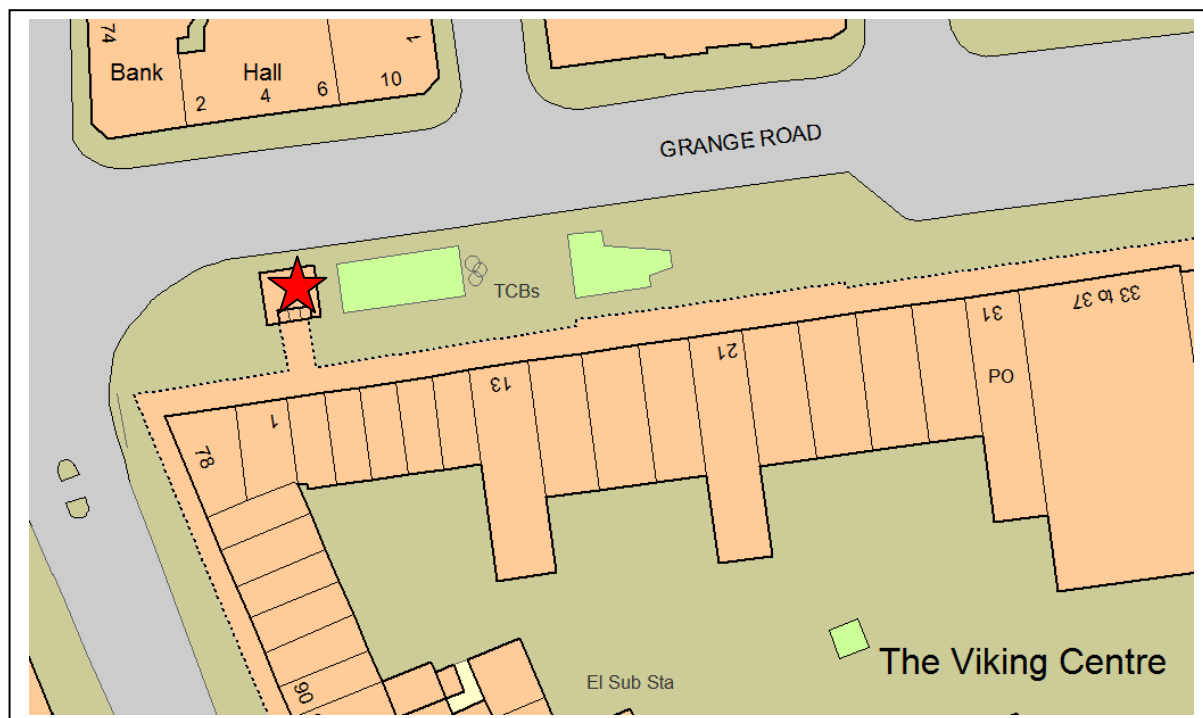 74
1
Bank
Hall
2
4
6
10
GRANGE ROAD
TCBs
33 to 37
31
21
13
PO
1
78
The Viking Centre
El Sub Sta
90